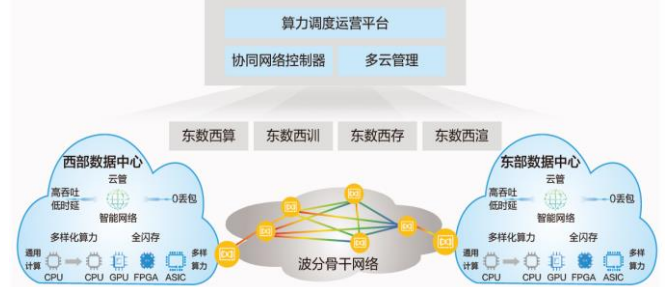 算力调度运营平台
协同网络控制器
多云管理
东数西算
东数西训
东数西存
东数西渲
西部数据中心
云管
高吞吐
低时延
0丢包
智能网络
多样化算力
全闪存
通用
计算
CPU
CPU
GPU
FPGA
ASIC
多样
算力
波分骨干网络
东部数据中心
云管
高吞吐
低时延
0丢包
智能网络
多样化算力
全闪存
通用
计算
CPU
CPU
GPU
FPGA
ASIC
多样
算力